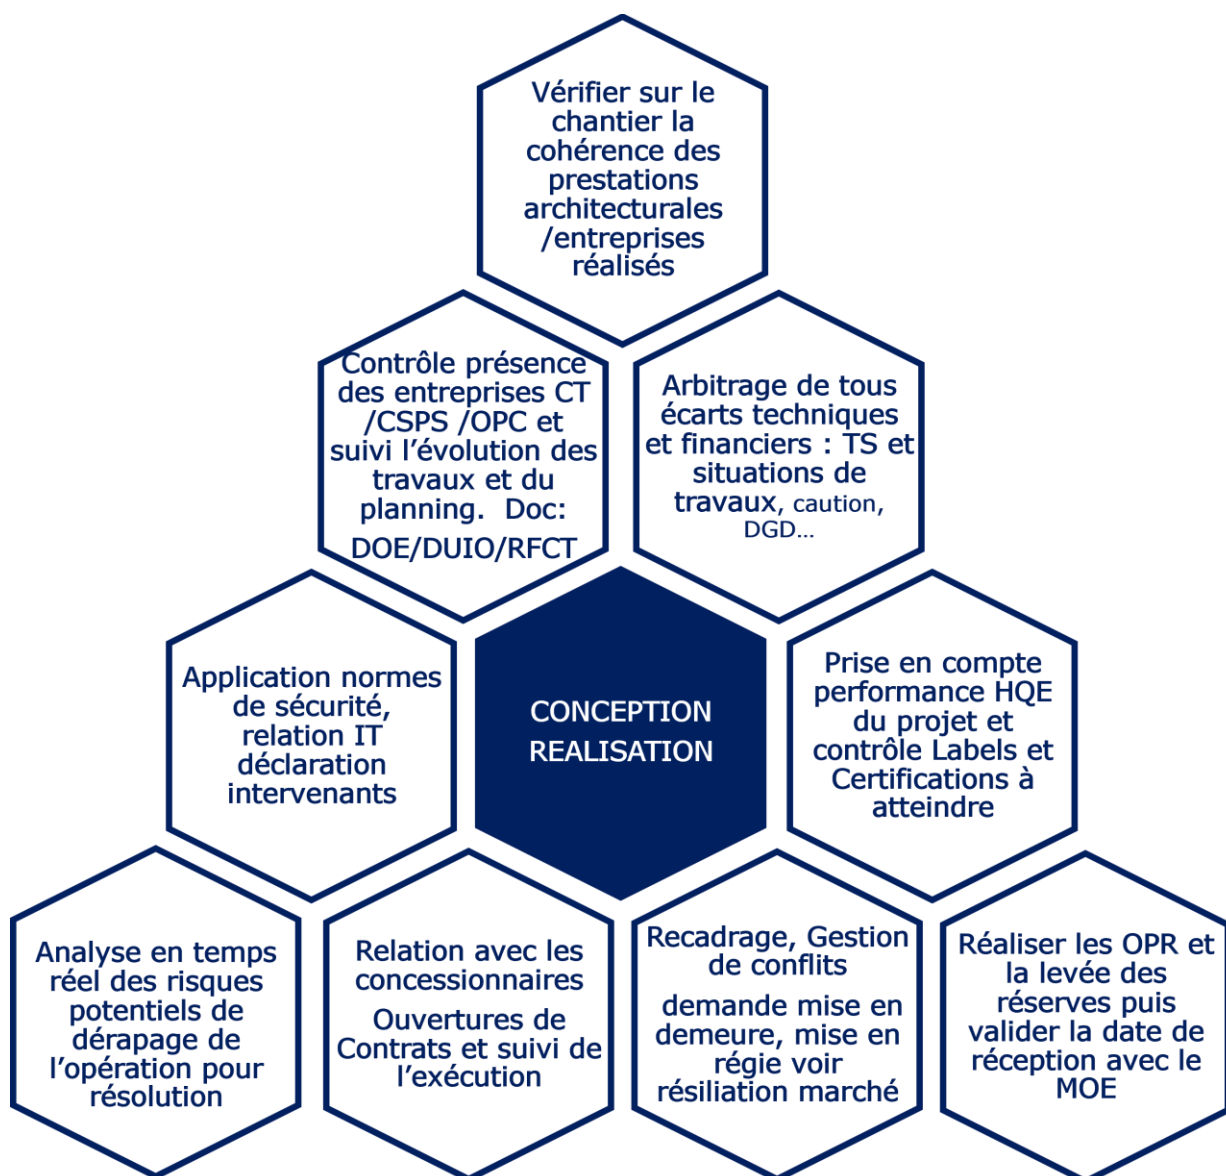 Vérifier sur le
chantier la
cohérence des
prestations
architecturales
/entreprises
réalisés
Contrôle présence
des entreprises CT
/CSPS /OPC et
suivi l’évolution des
travaux et du
planning. Doc:
DOE/DUIO/RFCT
Arbitrage de tous
écarts techniques
et financiers : TS et
situations de
travaux, caution,
DGD...
Application normes
de sécurité,
relation IT
déclaration
intervenants
CONCEPTION
REALISATION
Prise en compte
performance HQE
du projet et
contrôle Labels et
Certifications à
atteindre
Analyse en temps
réel des risques
potentiels de
dérapage de
l’opération pour
résolution
Relation avec les
concessionnaires
Ouvertures de
Contrats et suivi de
l’exécution
Recadrage, Gestion
de conflits
demande mise en
demeure, mise en
régie voir
résiliation marché
Réaliser les OPR et
la levée des
réserves puis
valider la date de
réception avec le
MOE